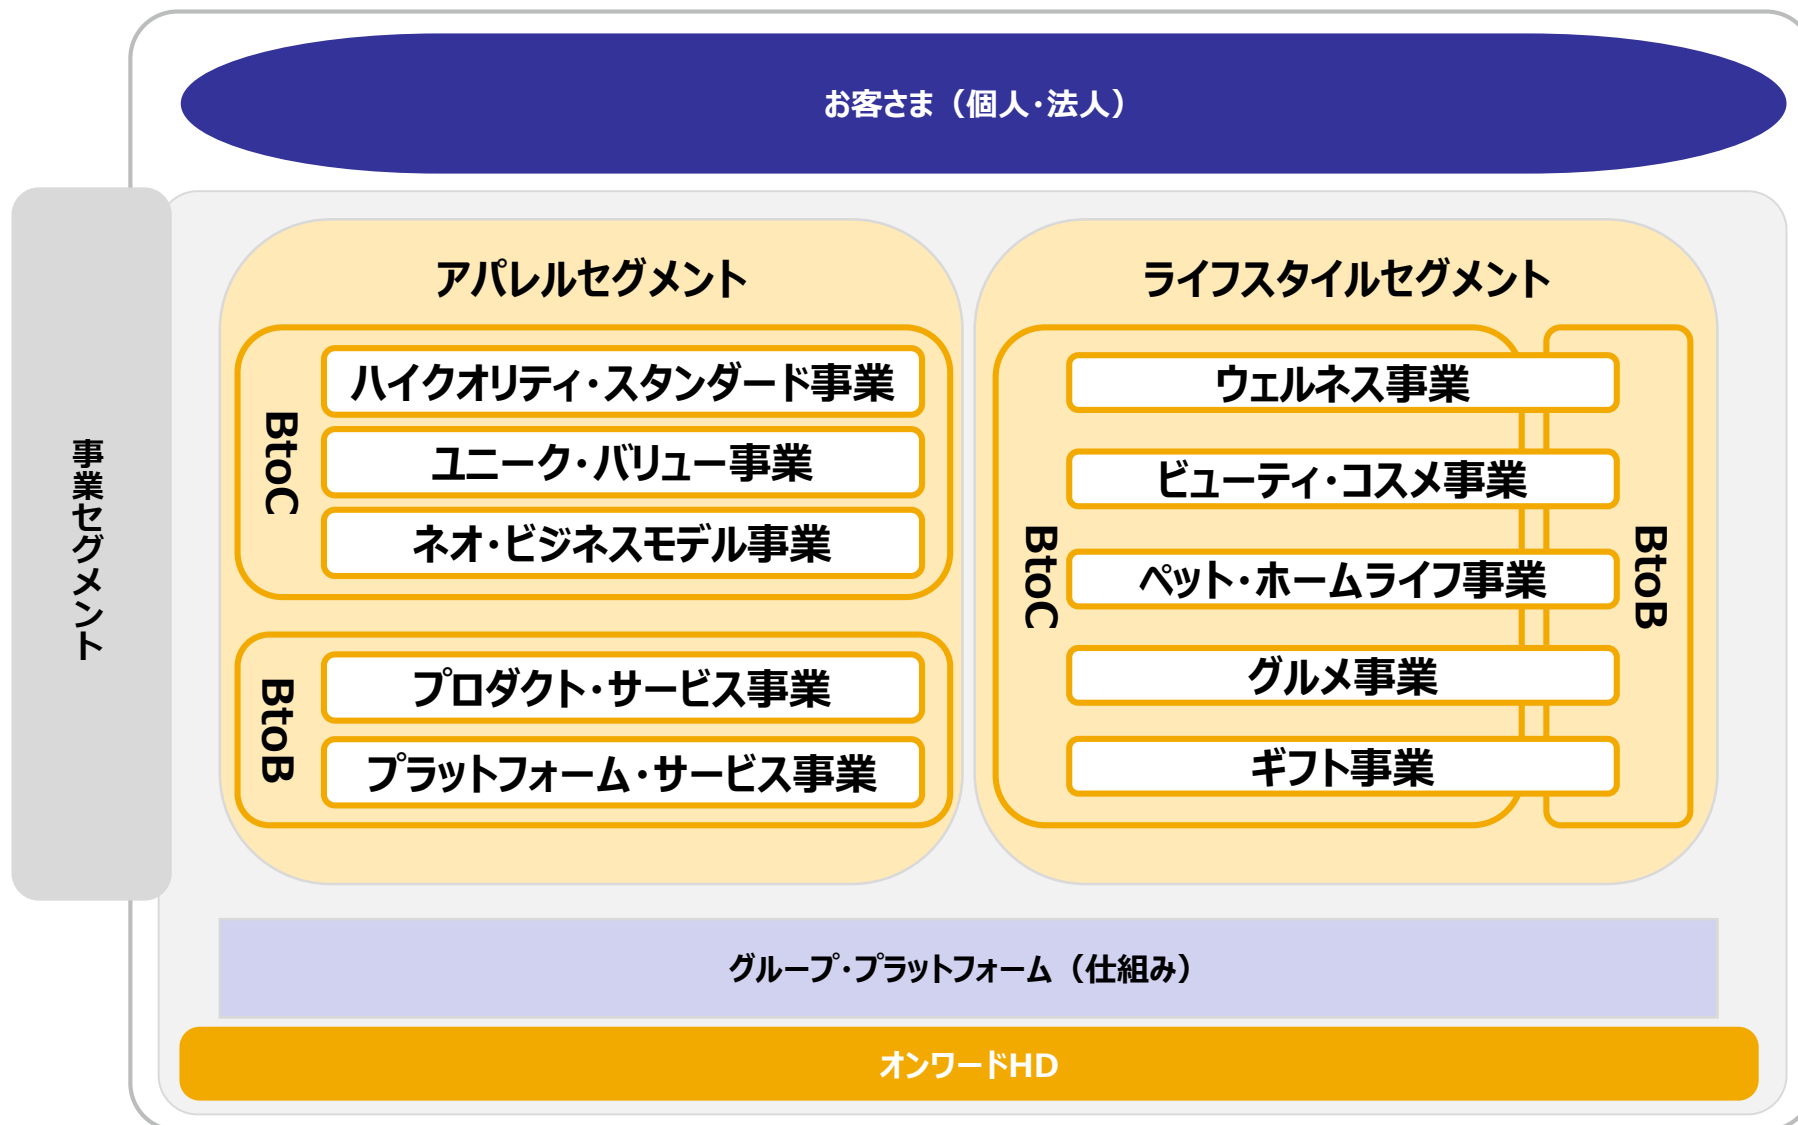 お客さま（個人・法人）
事業セグメント
アパレルセグメント
BtoC
ハイクオリティ・スタンダード事業
ユニーク・バリュー事業
ネオ・ビジネスモデル事業
BtoB
プロダクト・サービス事業
プラットフォーム・サービス事業
ライフスタイルセグメント
BtoC
ウェルネス事業
ビューティ・コスメ事業
ペット・ホームライフ事業
グルメ事業
ギフト事業
BtoB
グループ・プラットフォーム（仕組み）
オンワードHD